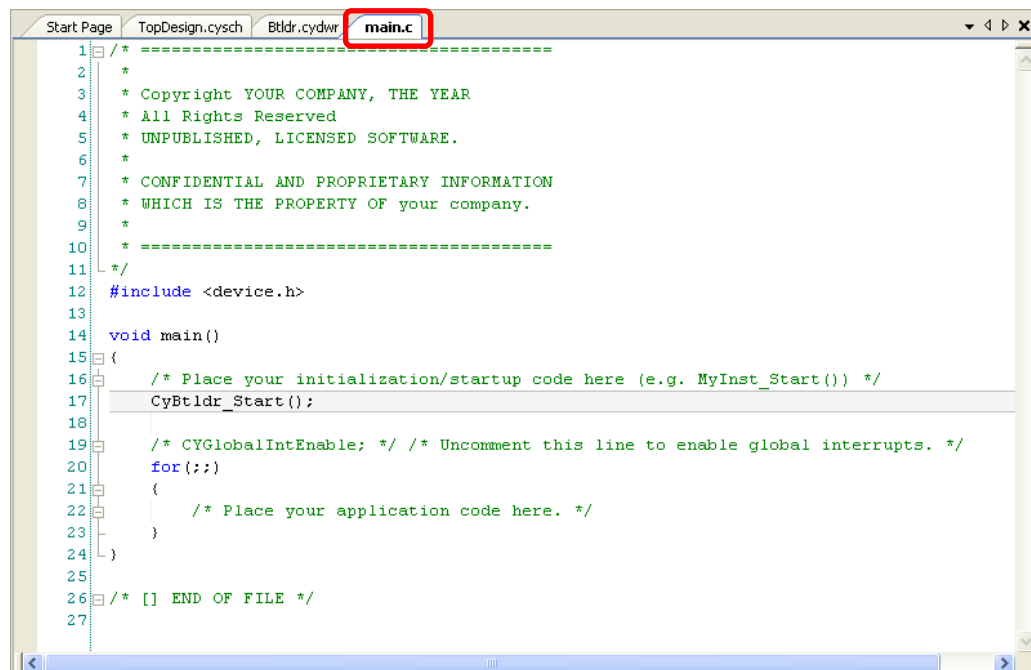 Start Page TopDesign.cysch Btldr.cydwr main.c
1 /* ========================================
2 *
3 * Copyright YOUR COMPANY, THE YEAR
4 * All Rights Reserved
5 * UNPUBLISHED, LICENSED SOFTWARE.
6 *
7 * CONFIDENTIAL AND PROPRIETARY INFORMATION
8 * WHICH IS THE PROPERTY OF your company.
9 *
10 * ========================================
11 */
12 #include <device.h>
13
14 void main()
15 {
16 /* Place your initialization/startup code here (e.g. MyInst_Start()) */
17 CyBtldr_Start();
18
19 /* CYGlobalIntEnable; */ /* Uncomment this line to enable global interrupts. */
20 for(;;)
21 {
22 /* Place your application code here. */
23 }
24 }
25
26 /* [] END OF FILE */
27